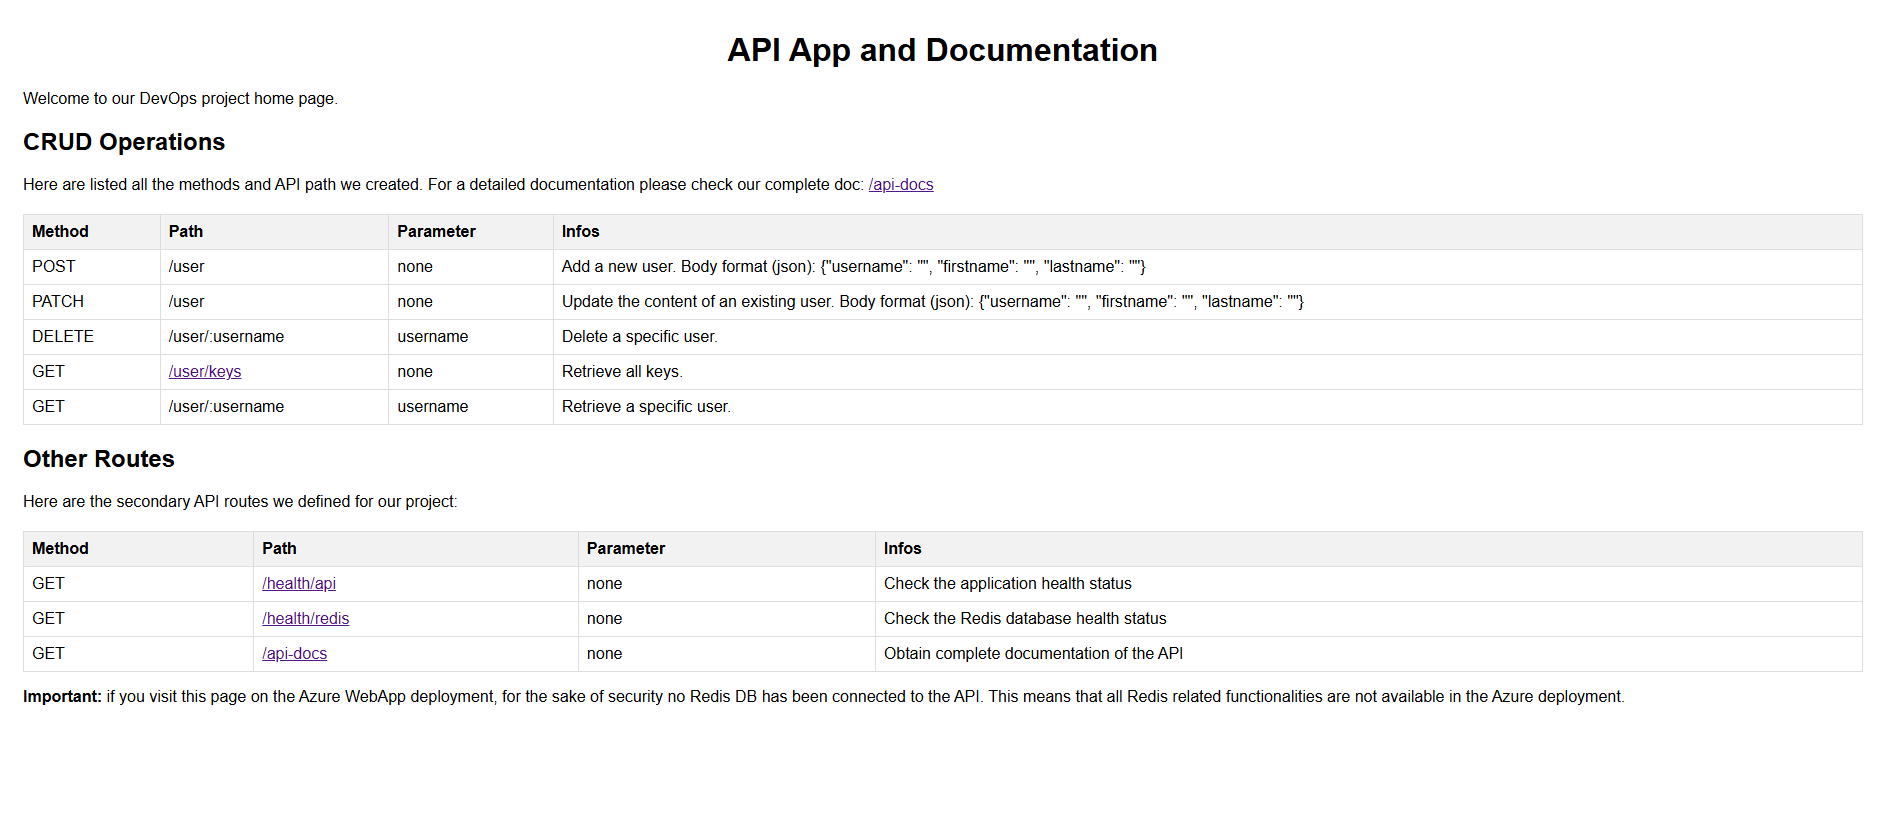 API App and Documentation
Welcome to our DevOps project home page.
CRUD Operations
Here are listed all the methods and API path we created. For a detailed documentation please check our complete doc: /api-docs
Method Path Parameter Infos
POST /user none Add a new user. Body format (json): {"username": "", "firstname": "", "lastname": ""}
PATCH /user none Update the content of an existing user. Body format (json): {"username": "", "firstname": "", "lastname": ""}
DELETE /user/:username username Delete a specific user.
GET /user/keys none Retrieve all keys.
GET /user/:username username Retrieve a specific user.
Other Routes
Here are the secondary API routes we defined for our project:
Method Path Parameter Infos
GET /health/api none Check the application health status
GET /health/redis none Check the Redis database health status
GET /api-docs none Obtain complete documentation of the API
Important: if you visit this page on the Azure WebApp deployment, for the sake of security no Redis DB has been connected to the API. This means that all Redis related functionalities are not available in the Azure deployment.